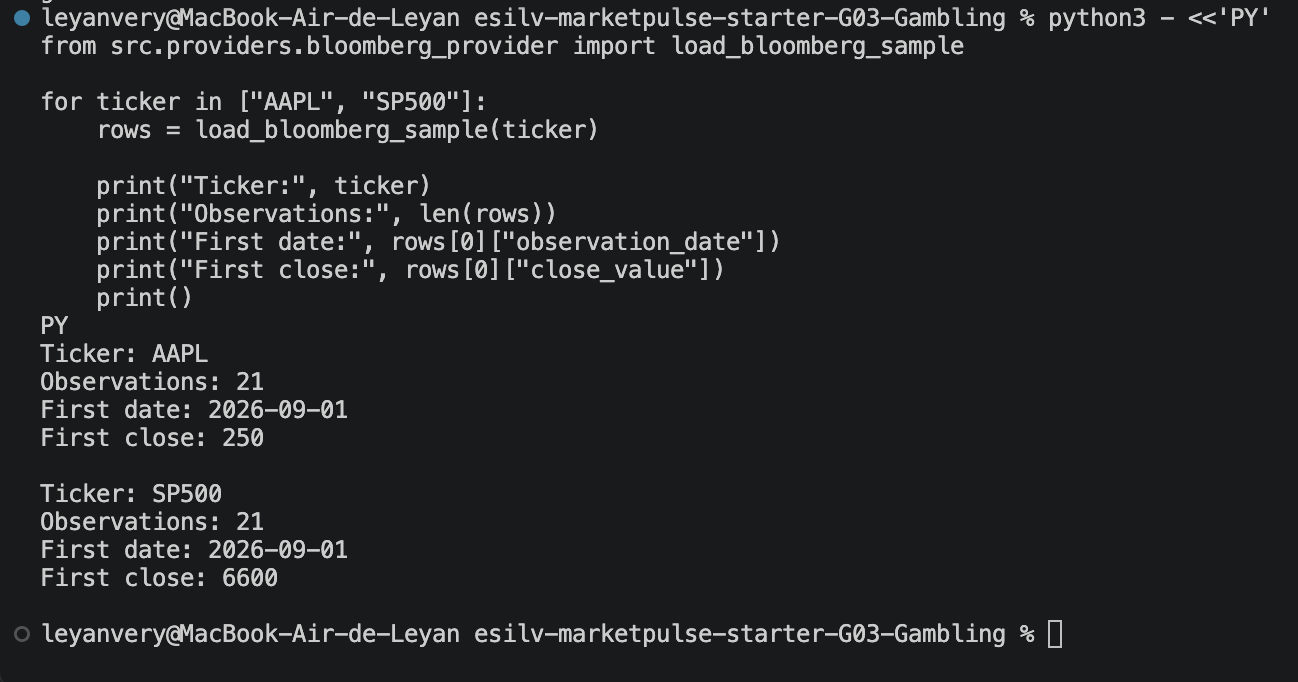 leyanvery@MacBook-Air-de-Leyan esilv-marketpulse-starter-G03-Gambling % python3 - <<'PY'
from src.providers.bloomberg_provider import load_bloomberg_sample

for ticker in ["AAPL", "SP500"]:
    rows = load_bloomberg_sample(ticker)

    print("Ticker:", ticker)
    print("Observations:", len(rows))
    print("First date:", rows[0]["observation_date"])
    print("First close:", rows[0]["close_value"])
    print()
PY
Ticker: AAPL
Observations: 21
First date: 2026-09-01
First close: 250

Ticker: SP500
Observations: 21
First date: 2026-09-01
First close: 6600

leyanvery@MacBook-Air-de-Leyan esilv-marketpulse-starter-G03-Gambling %